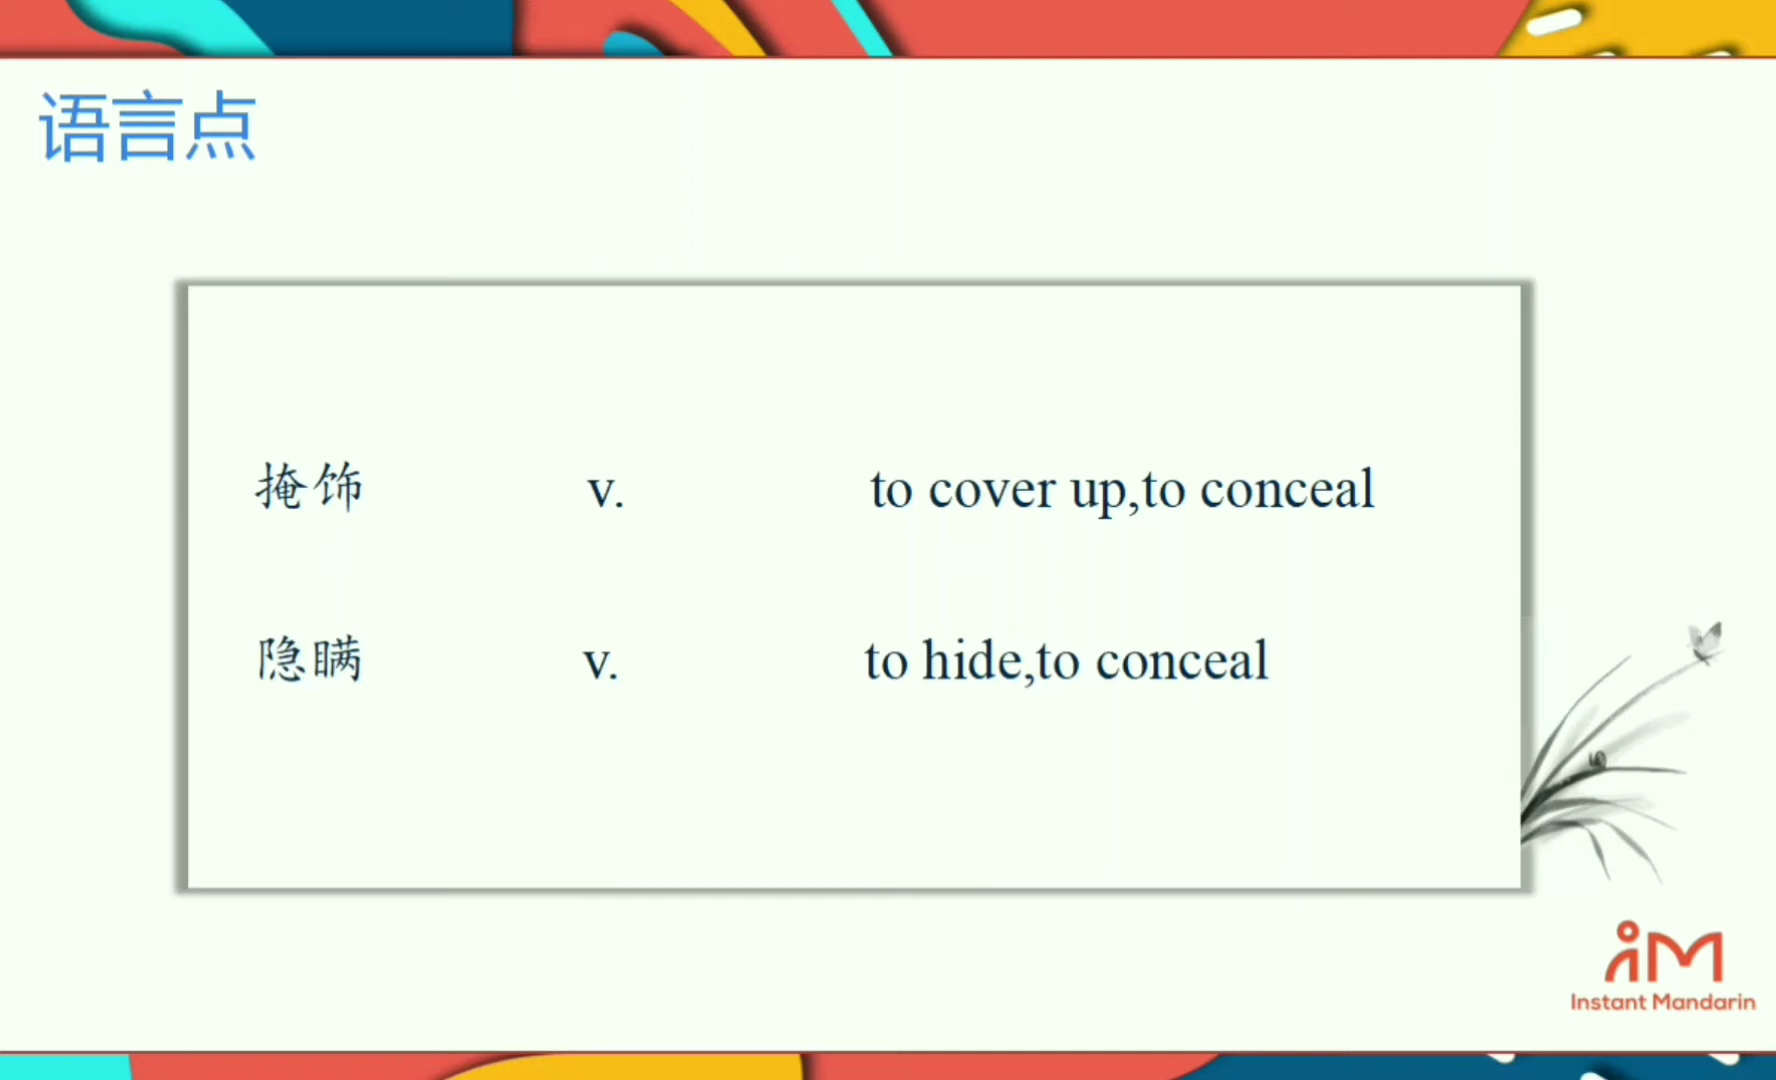 语言点
掩饰 v. to cover up,to conceal
隐瞒 v. to hide,to conceal
iM
Instant Mandarin